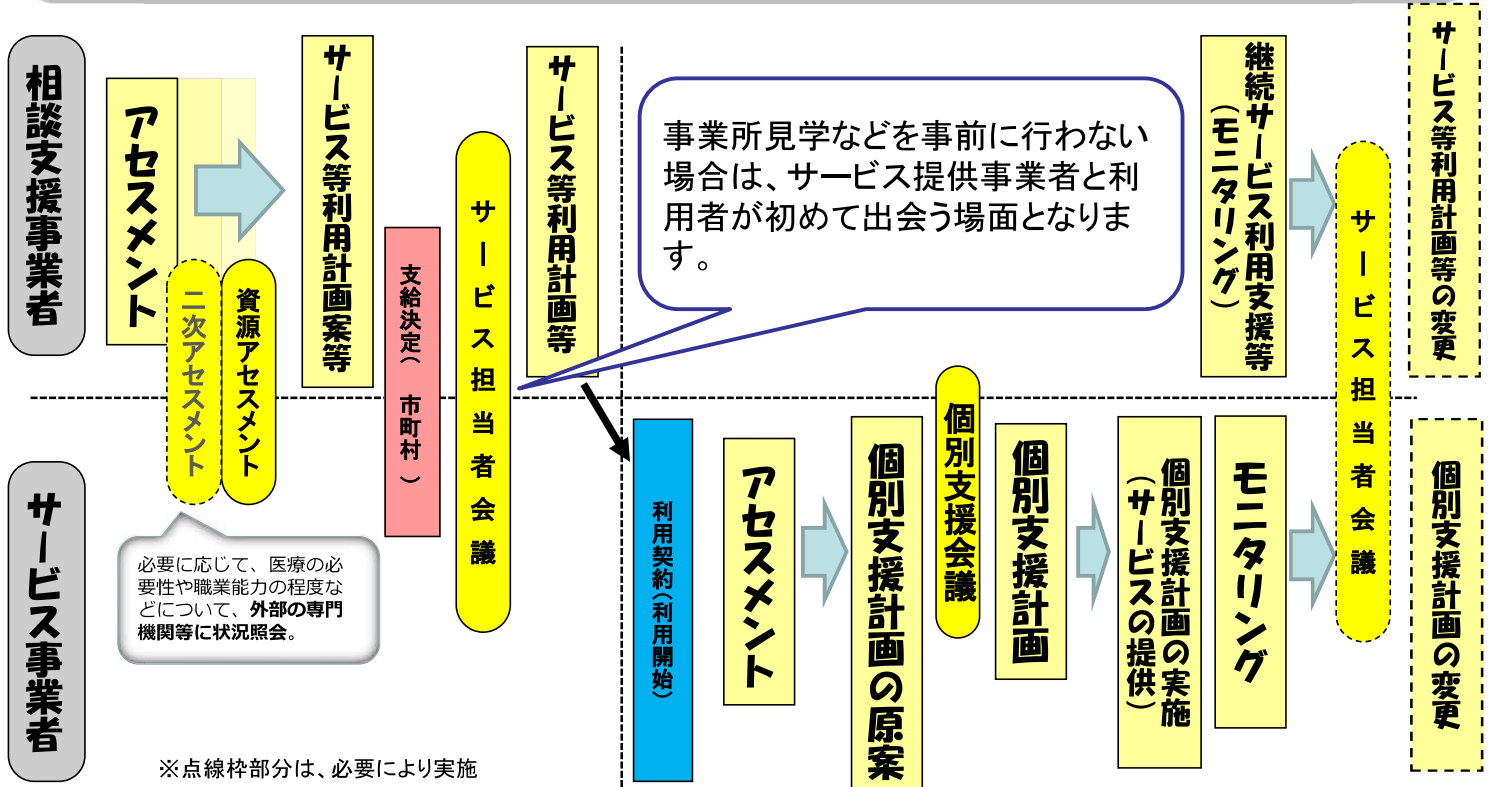 相談支援事業者
アセスメント
二次アセスメント
資源アセスメント
サービス等利用計画案等
支給決定(市町村)
サービス担当者会議
サービス等利用計画等
事業所見学などを事前に行わない
場合は、サービス提供事業者と利
用者が初めて出会う場面となりま
す。
継続サービス利用支援等
(モニタリング)
サービス担当者会議
サービス等利用計画等の変更
サービス事業者
必要に応じて、医療の必
要性や職業能力の程度な
どについて、外部の専門
機関等に状況照会。
利用契約(利用開始)
アセスメント
個別支援計画の原案
個別支援会議
個別支援計画
個別支援計画の実施
(サービスの提供)
モニタリング
個別支援計画の変更
※点線枠部分は、必要により実施